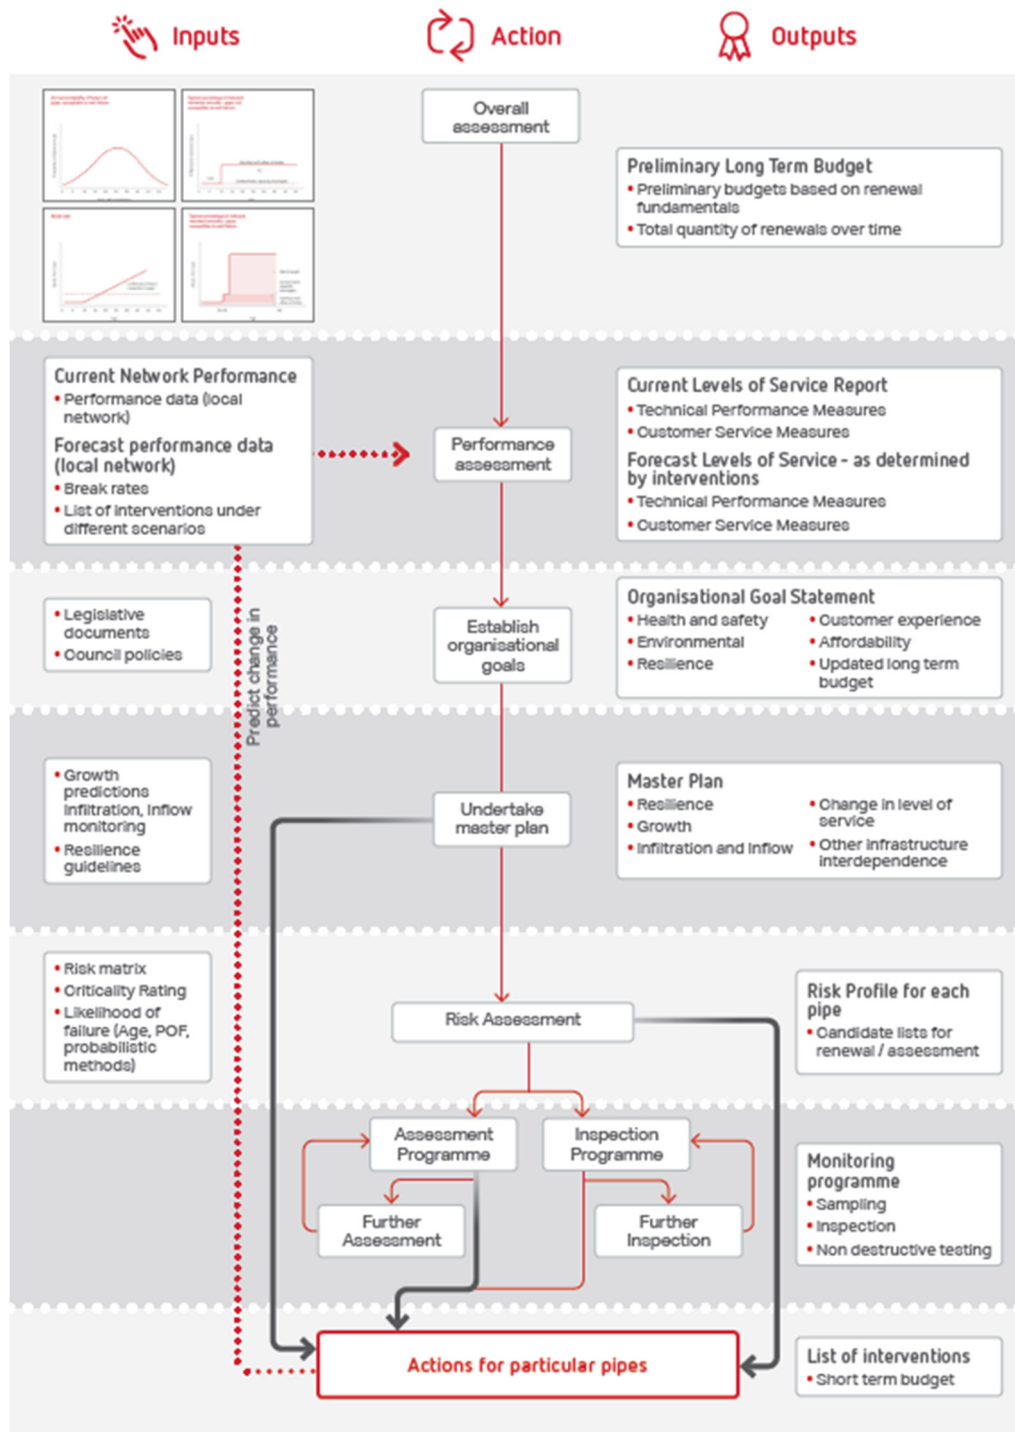 Inputs
Action
Outputs
Overall
assessment
Preliminary Long Term Budget
• Preliminary budgets based on renewal
fundamentals
• Total quantity of renewals over time
Current Network Performance
• Performance data (local
network)
Forecast performance data
(local network)
• Break rates
• List of interventions under
different scenarios
Performance
assessment
Current Levels of Service Report
• Technical Performance Measures
• Customer Service Measures
Forecast Levels of Service - as determined
by interventions
• Technical Performance Measures
• Customer Service Measures
• Legislative
documents
• Council policies
Predict change in
performance
Establish
organisational
goals
Organisational Goal Statement
• Health and safety
• Environmental
• Resilience
• Customer experience
• Affordability
• Updated long term
budget
• Growth
predictions
Infiltration, Inflow
monitoring
• Resilience
guidelines
Undertake
master plan
Master Plan
• Resilience
• Growth
• Infiltration and Inflow
• Change in level of
service
• Other infrastructure
interdependence
• Risk matrix
• Criticality Rating
• Likelihood of
failure (Age, POF,
probabilistic
methods)
Risk Assessment
Risk Profile for each
pipe
• Candidate lists for
renewal / assessment
Assessment
Programme
Inspection
Programme
Further
Assessment
Further
Inspection
Monitoring
programme
• Sampling
• Inspection
• Non destructive testing
Actions for particular pipes
List of interventions
• Short term budget